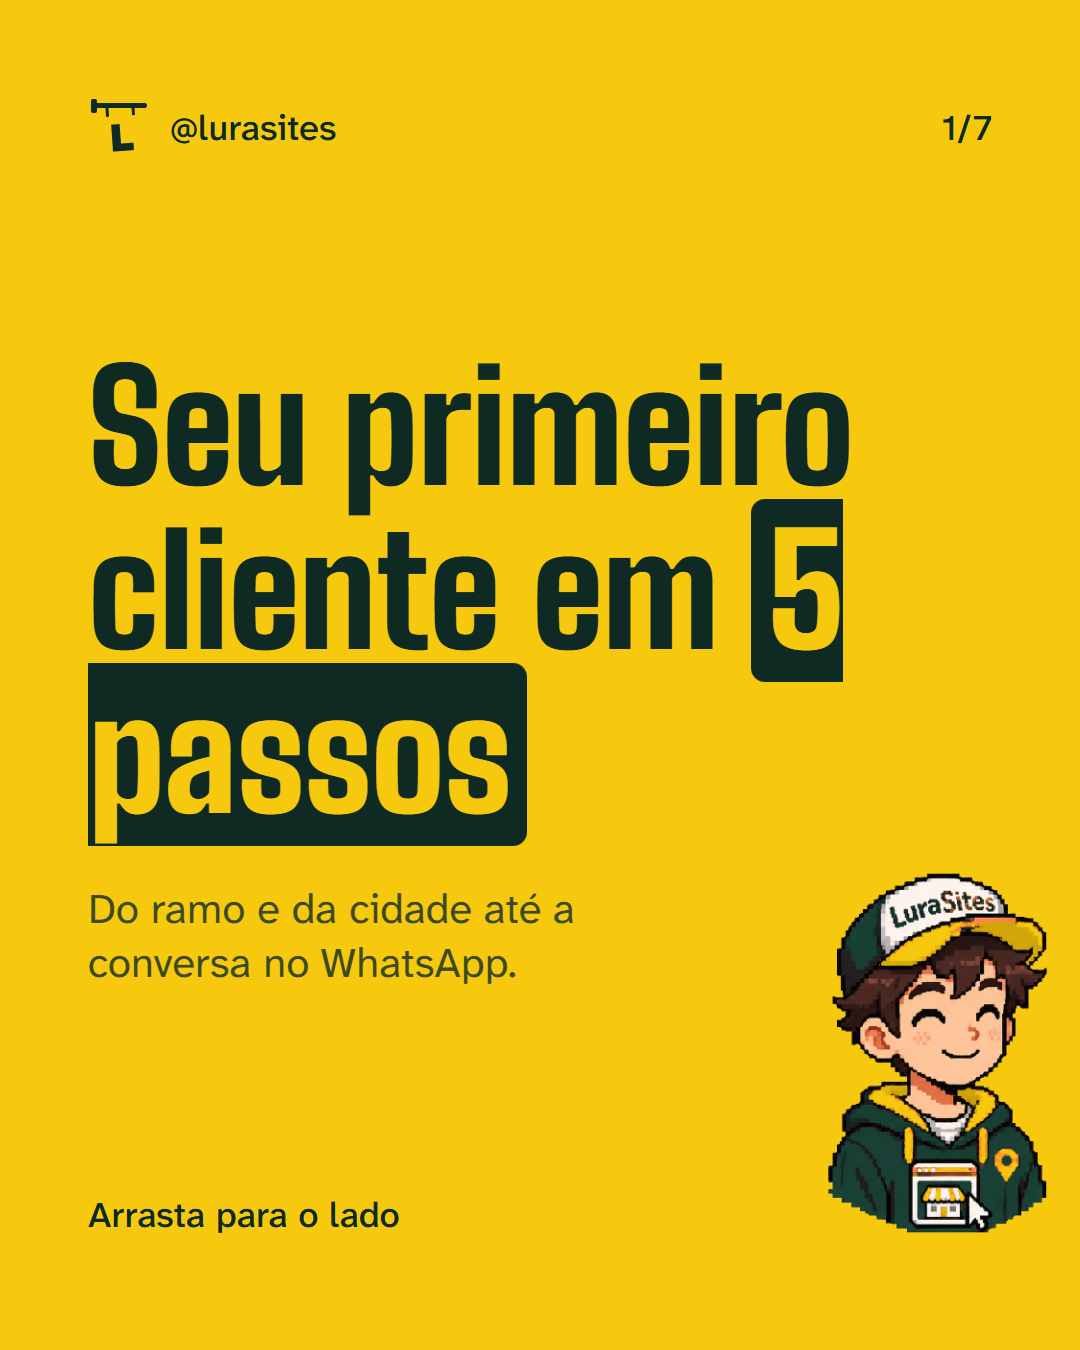 L
@lurasites
1/7
Seu primeiro
cliente em 5
passos
Do ramo e da cidade até a
conversa no WhatsApp.
LuraSites
Arrasta para o lado